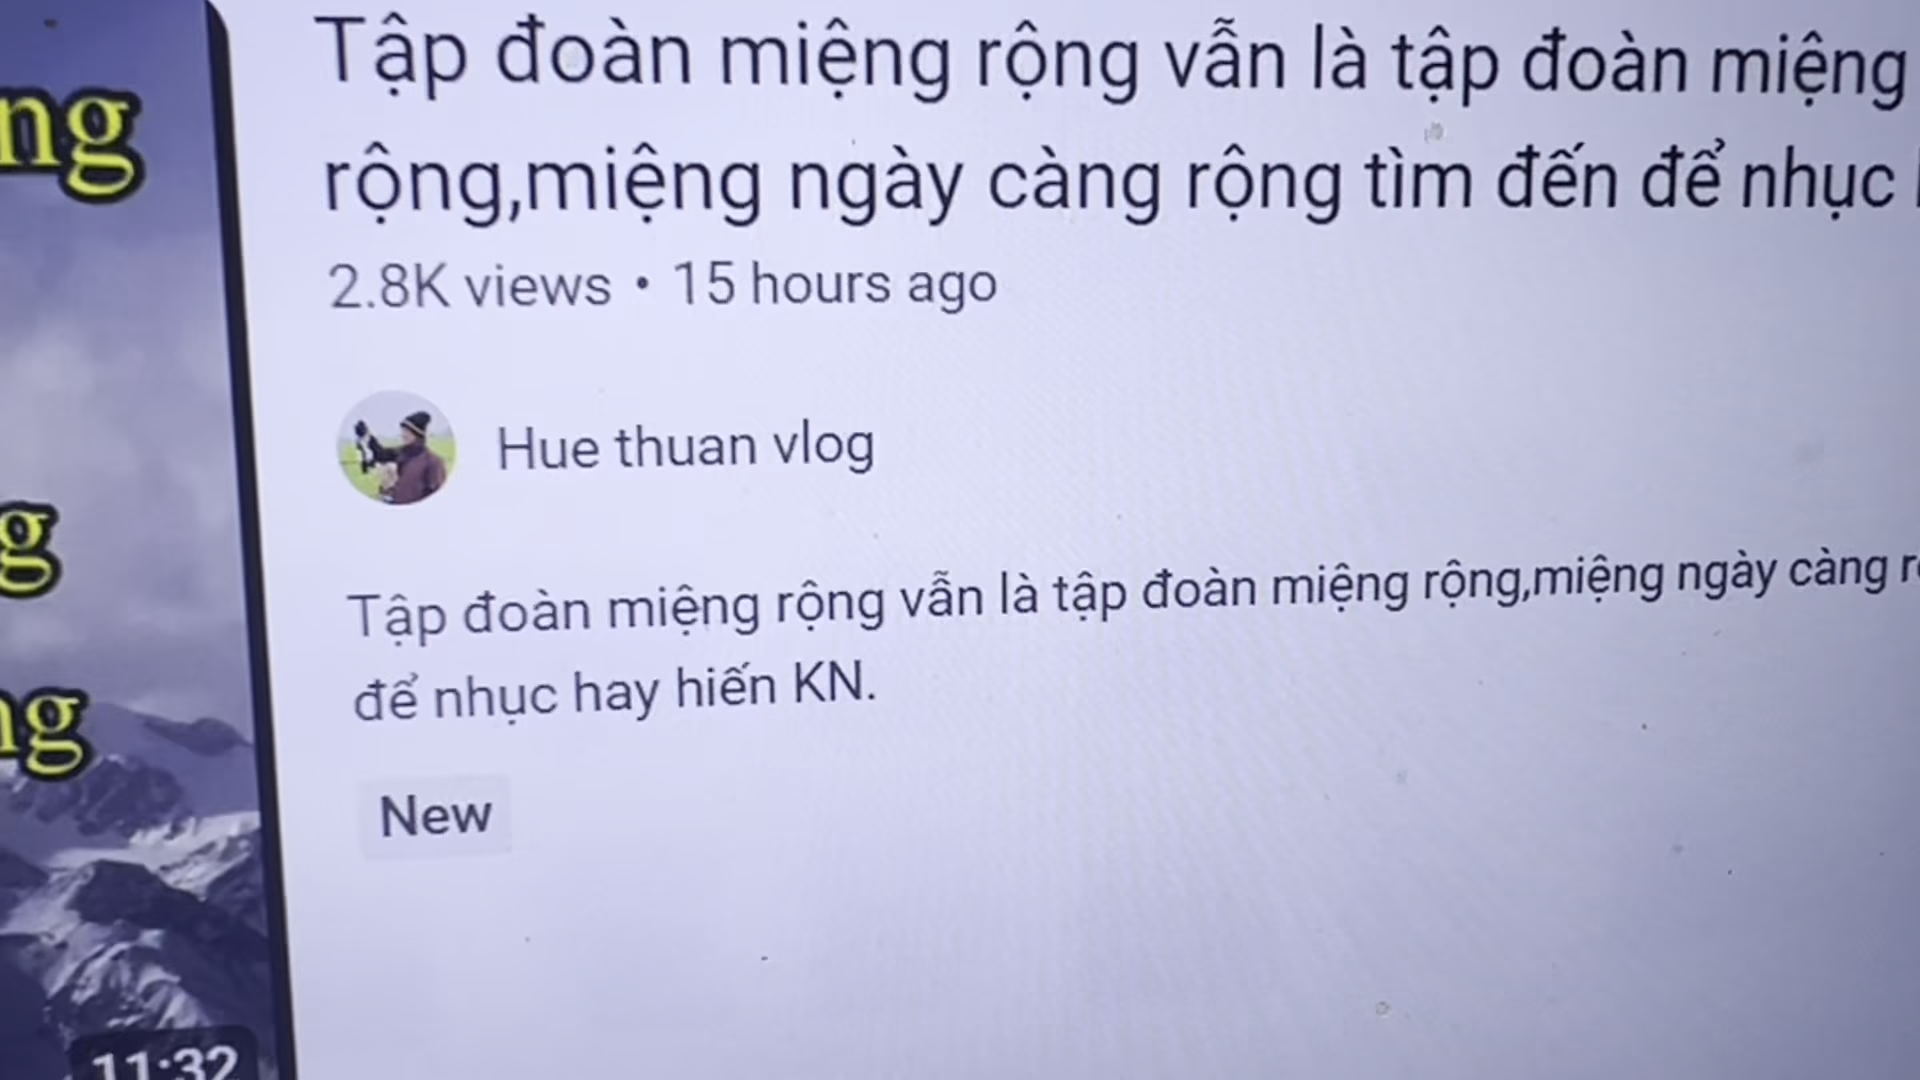 Tập đoàn miệng rộng vẫn là tập đoàn miệng
rộng,miệng ngày càng rộng tìm đến để nhục
2.8K views • 15 hours ago
Hue thuan vlog
Tập đoàn miệng rộng vẫn là tập đoàn miệng rộng,miệng ngày càng
để nhục hay hiến KN.
New
ng
g
ng
11:32